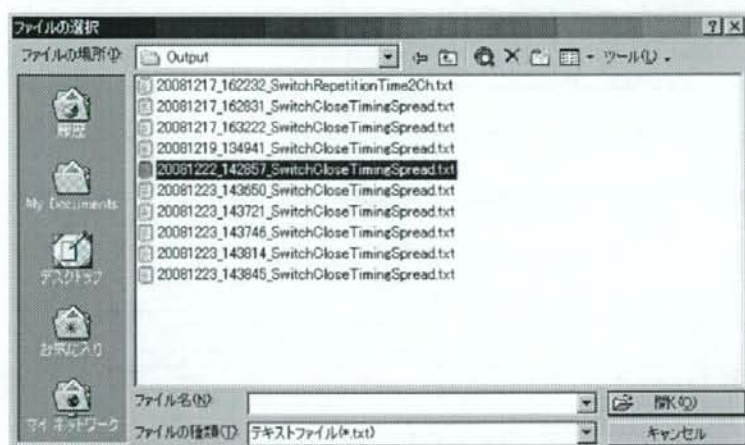 ファイルの選択
ファイルの場所(I):
Output
ツール(L)
20081217_162232_SwitchRepetitionTime2Ch.txt
20081217_162831_SwitchCloseTimingSpread.txt
20081217_163222_SwitchCloseTimingSpread.txt
20081219_134941_SwitchCloseTimingSpread.txt
20081222_142857_SwitchCloseTimingSpread.txt
20081223_143650_SwitchCloseTimingSpread.txt
20081223_143721_SwitchCloseTimingSpread.txt
20081223_143746_SwitchCloseTimingSpread.txt
20081223_143814_SwitchCloseTimingSpread.txt
20081223_143845_SwitchCloseTimingSpread.txt
履歴
My Documents
デスクトップ
お気に入り
マイ ネットワーク
ファイル名(N):
開く(O)
ファイルの種類(T):
テキストファイル(*.txt)
キャンセル